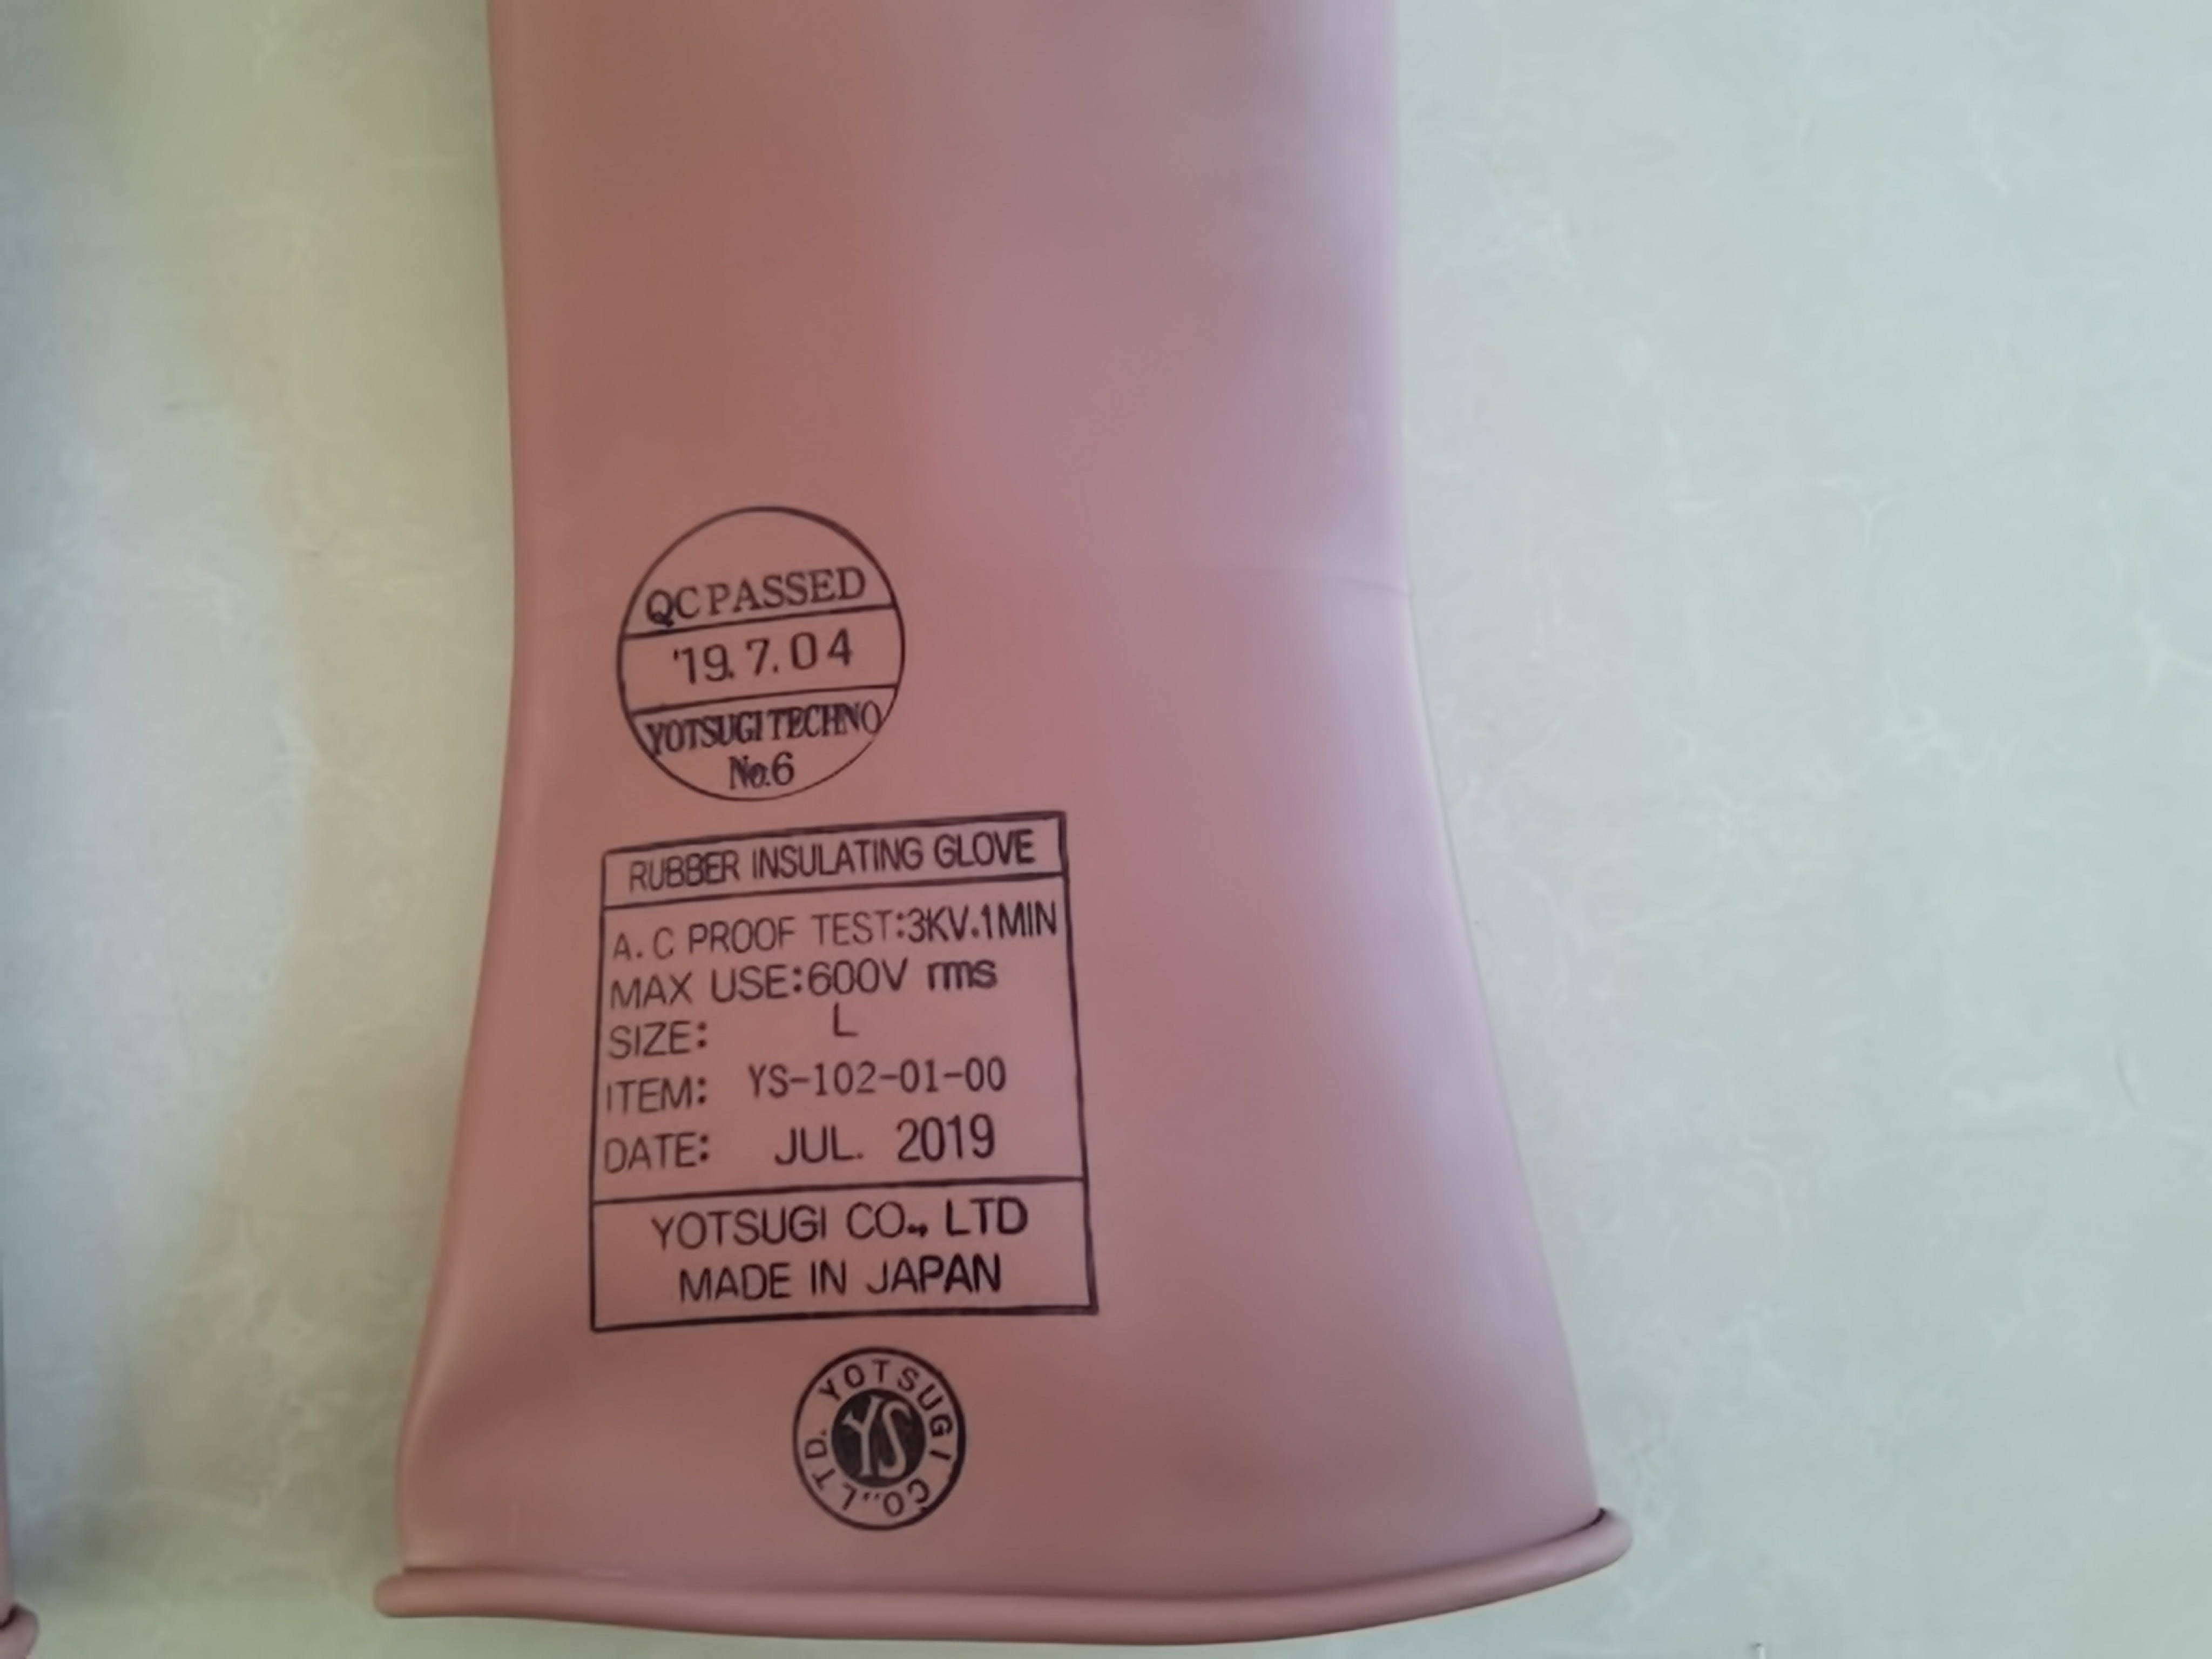 QC PASSED
'19. 7. 04
YOTSUGI TECHNO
No.6
RUBBER INSULATING GLOVE
A.C PROOF TEST:3KV.1MIN
MAX USE:600V rms
SIZE: L
ITEM: YS-102-01-00
DATE: JUL. 2019
YOTSUGI CO., LTD
MADE IN JAPAN
YOTSUGI CO.,LTD.
YS